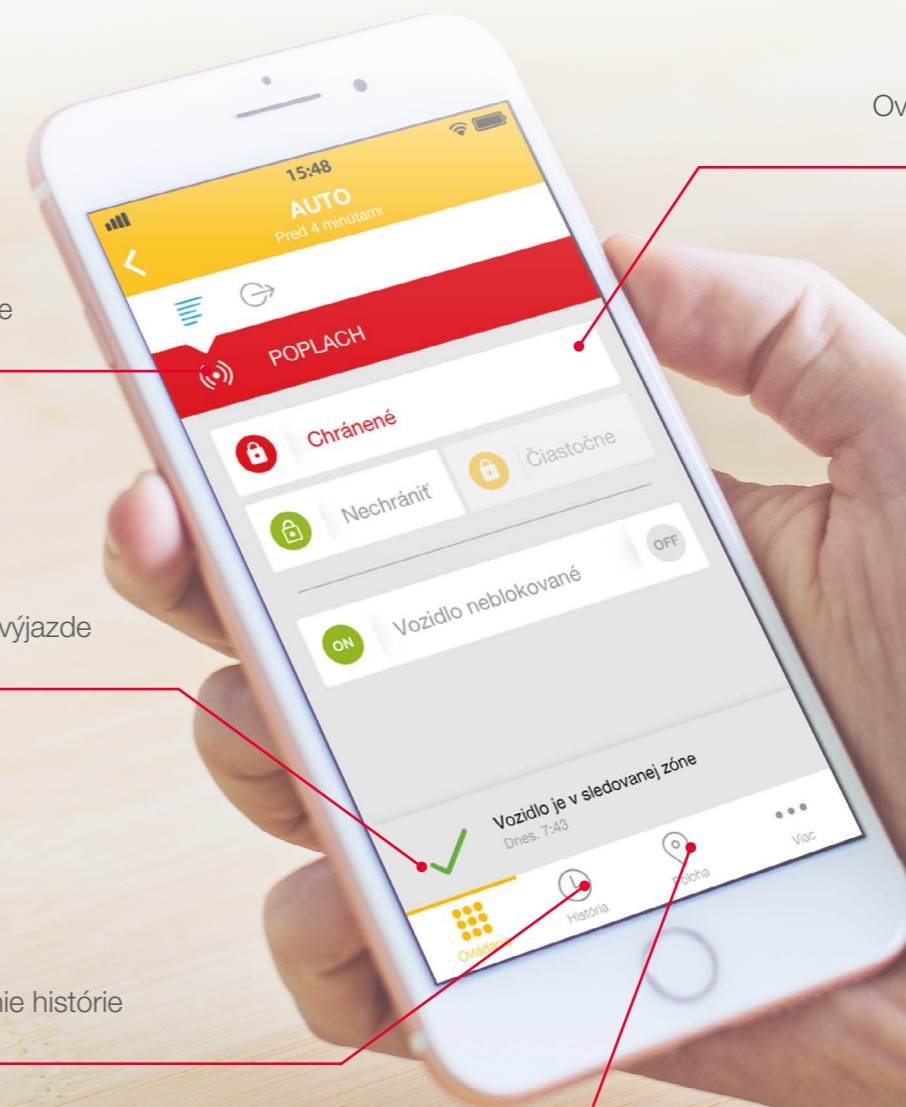 Ov
15:48
AUTO
Pred 4 minútami
e
POPLACH
Chránené
Nechrániť
Čiastočne
ON
Vozidlo neblokované
OFF
výjazde
Vozidlo je v sledovanej zóne
Dnes. 7:43
Ovládacie
História
Poloha
Viac
nie histórie